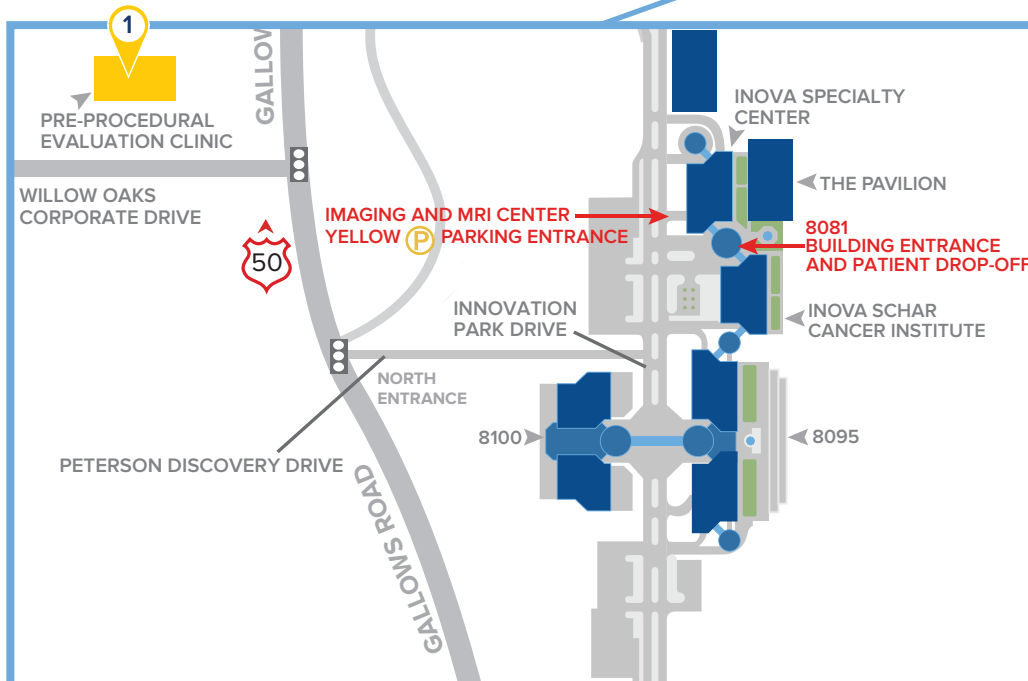 1
PRE-PROCEDURAL
EVALUATION CLINIC
WILLOW OAKS
CORPORATE DRIVE
50
IMAGING AND MRI CENTER
YELLOW P PARKING ENTRANCE
INOVA SPECIALTY
CENTER
THE PAVILION
8081
BUILDING ENTRANCE
AND PATIENT DROP-OFF
INNOVATION
PARK DRIVE
INOVA SCHAR
CANCER INSTITUTE
NORTH
ENTRANCE
8100
8095
PETERSON DISCOVERY DRIVE
GALLOWS ROAD